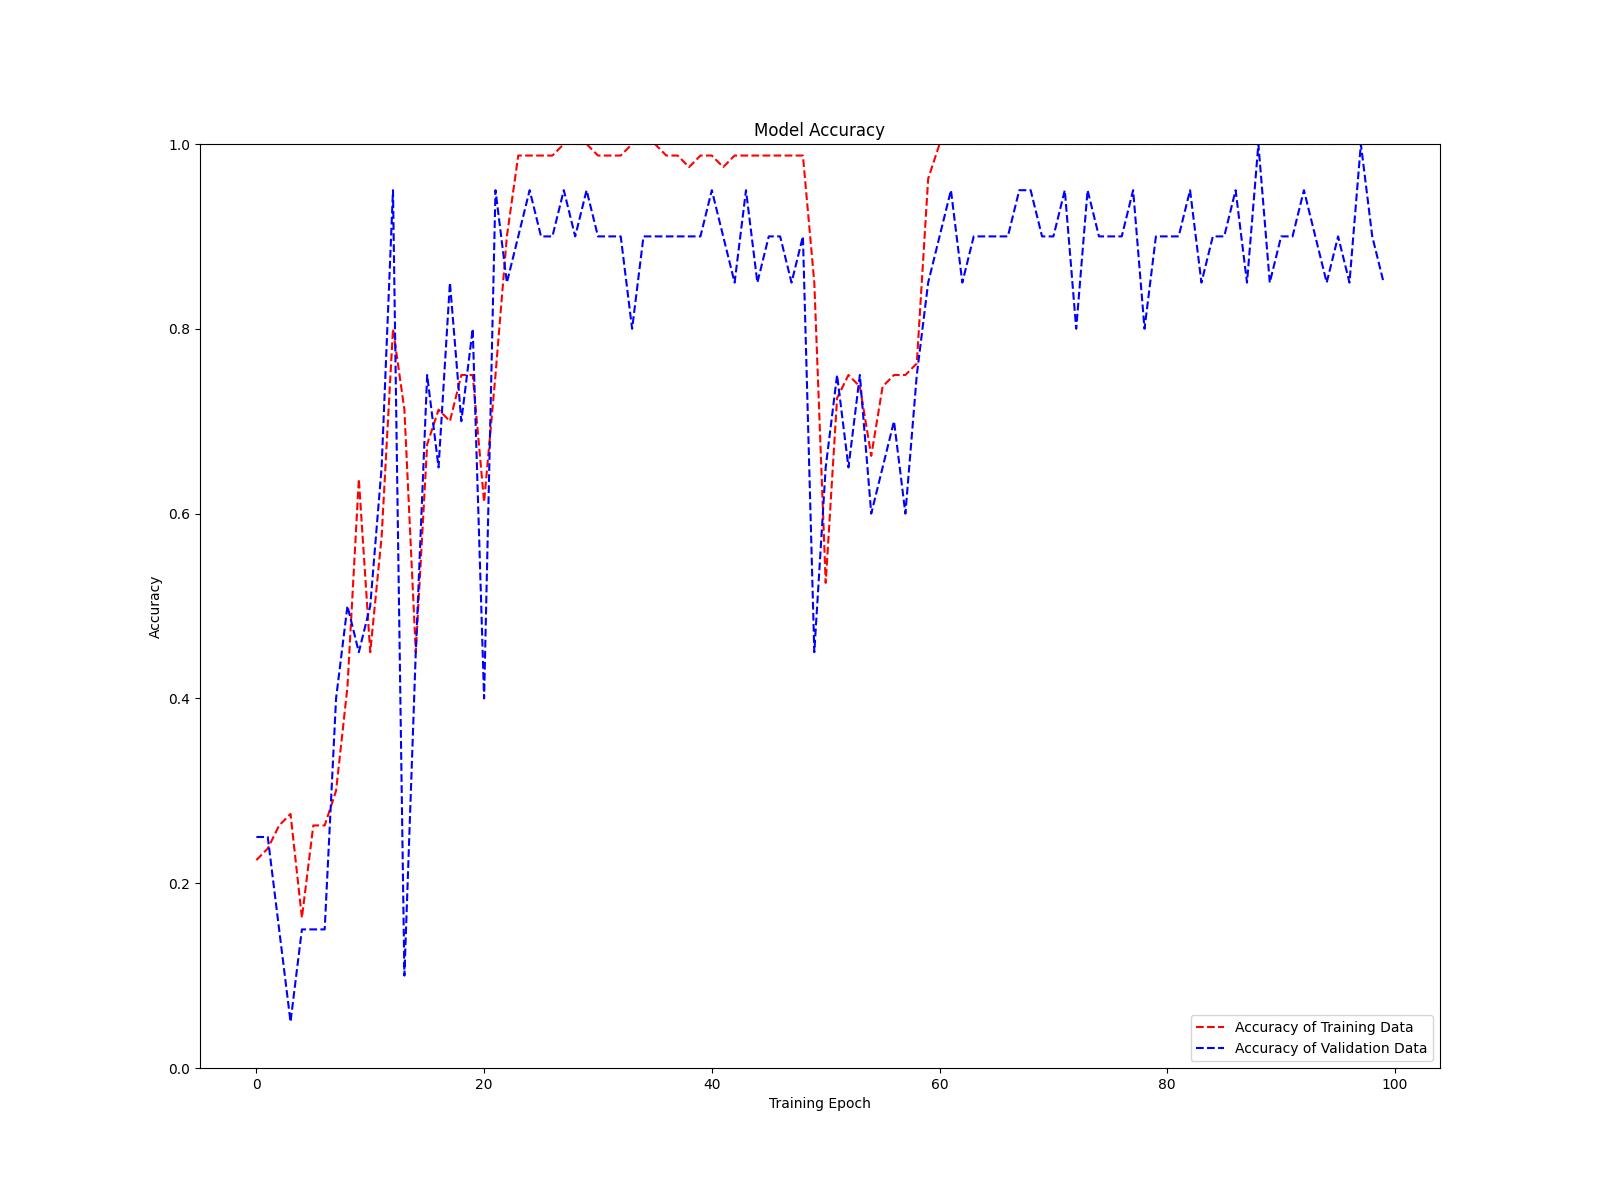 Model Accuracy
1.0
0.8
0.6
0.4
0.2
0.0
Accuracy
0 20 40 60 80 100
Training Epoch
Accuracy of Training Data
Accuracy of Validation Data